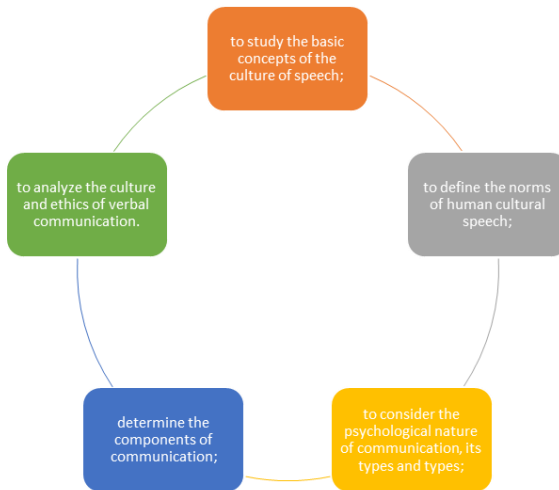 to study the basic
concepts of the
culture of speech;
to define the norms
of human cultural
speech;
to consider the
psychological nature
of communication, its
types and types;
determine the
components of
communication;
to analyze the culture
and ethics of verbal
communication.